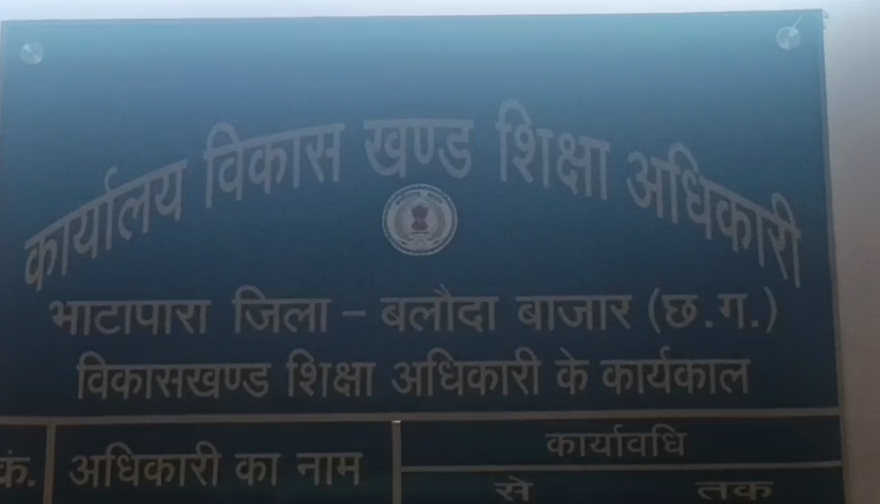 कार्यालय विकास खण्ड शिक्षा अधिकारी
भाटापारा जिला - बलौदा बाजार (छ.ग.)
विकासखण्ड शिक्षा अधिकारी के कार्यकाल
क्रं. अधिकारी का नाम कार्यावधि
से तक